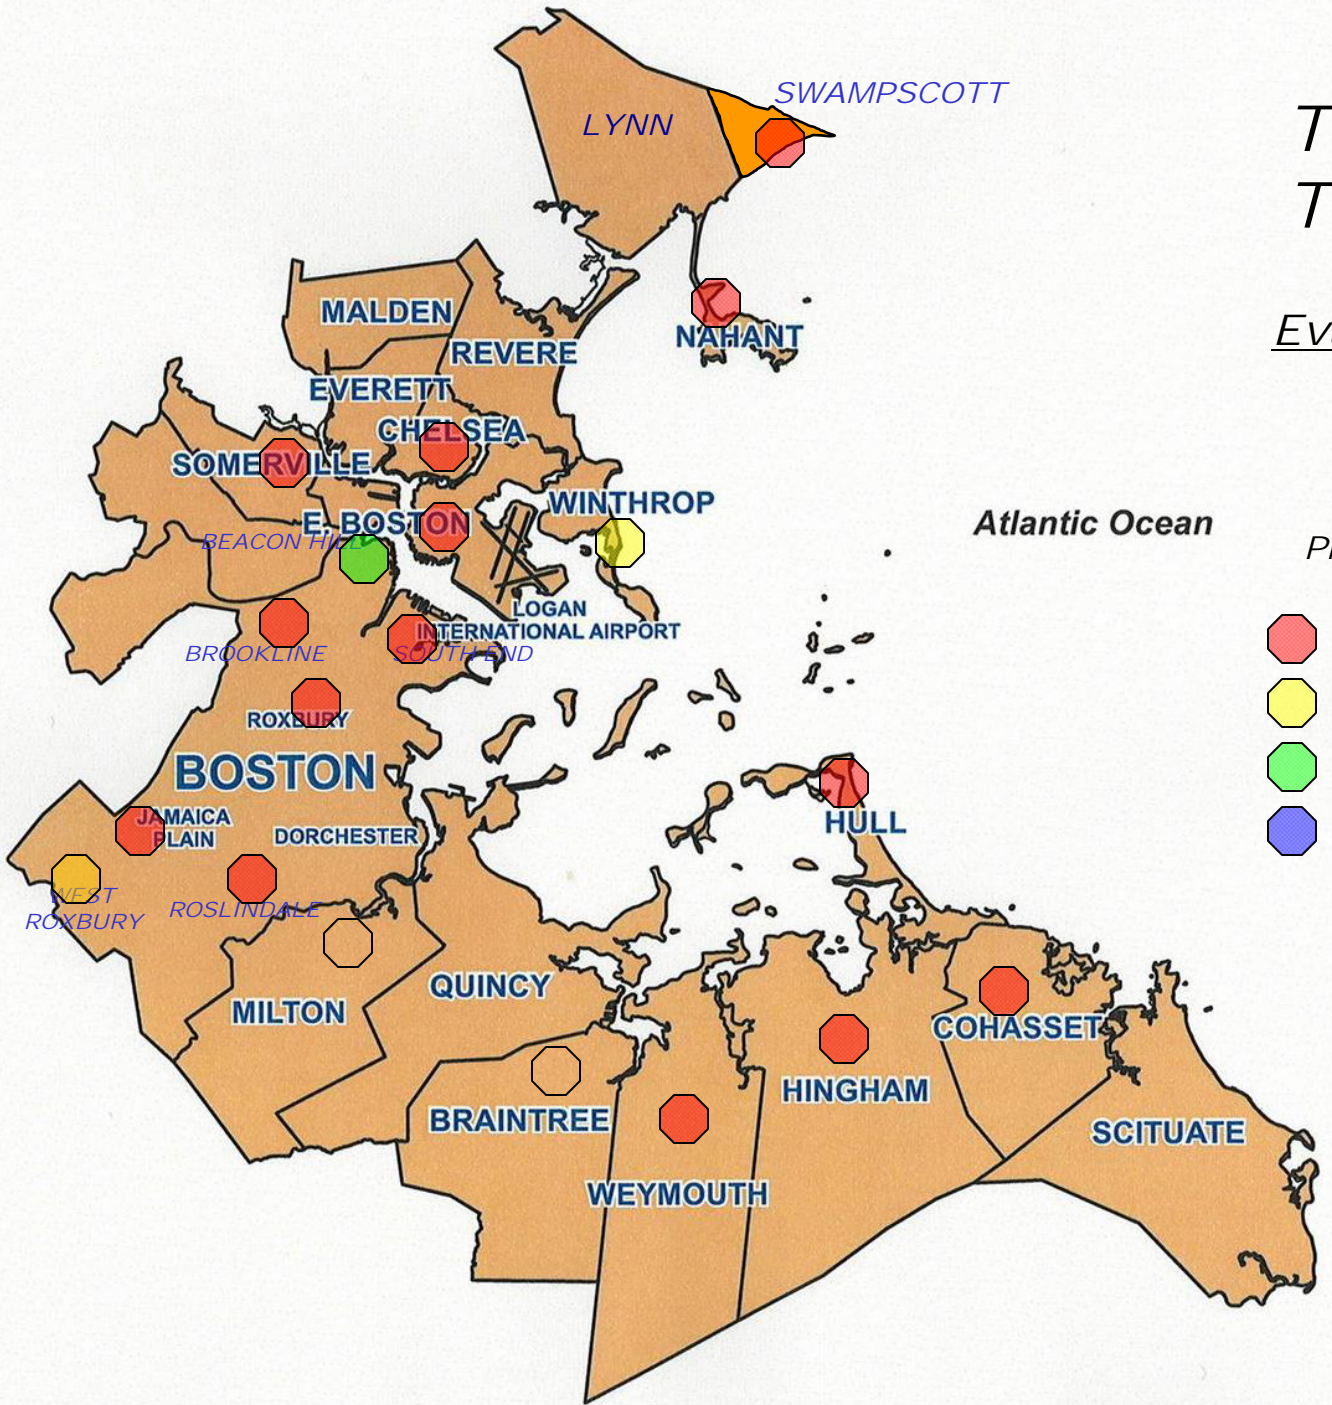 SWAMPSCOTT
LYNN
T
T
MALDEN
NAHANT
REVERE
Ev
EVERETT
CHELSEA
SOMERVILLE
WINTHROP
E. BOSTON
Atlantic Ocean
BEACON HILL
LOGAN
INTERNATIONAL AIRPORT
BROOKLINE
SOUTH END
ROXBURY
BOSTON
JAMAICA
PLAIN
DORCHESTER
HULL
WEST
ROXBURY
ROSLINDALE
QUINCY
MILTON
COHASSET
HINGHAM
BRAINTREE
SCITUATE
WEYMOUTH